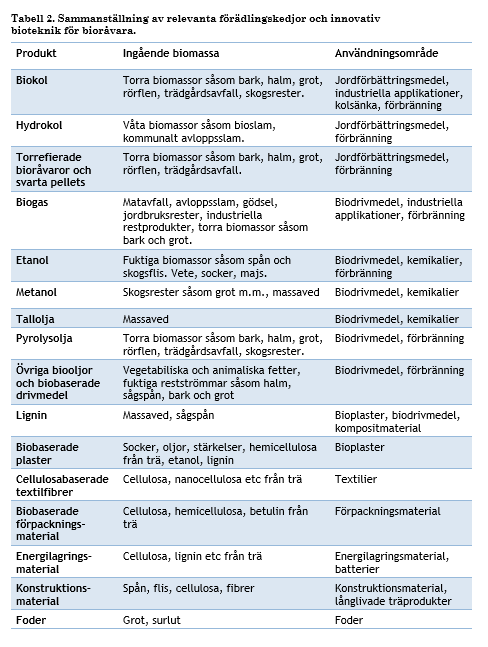 Tabell 2. Sammanställning av relevanta förädlingskedjor och innovativ
bioteknik för bioråvara.
Produkt Ingående biomassa Användningsområde
Biokol Torra biomassor såsom bark, halm, grot, Jordförbättringsmedel,
rörflen, trädgårdsavfall, skogsrester. industriella applikationer,
kolsänka, förbränning
Hydrokol Våta biomassor såsom bioslam, Jordförbättringsmedel,
kommunalt avloppsslam. förbränning
Torrefierade Torra biomassor såsom bark, halm, grot, Jordförbättringsmedel,
bioråvaror och rörflen, trädgårdsavfall. förbränning
svarta pellets
Biogas Matavfall, avloppsslam, gödsel, Biodrivmedel, industriella
jordbruksrester, industriella applikationer, förbränning
restprodukter, torra biomassor såsom
bark och grot.
Etanol Fuktiga biomassor såsom spån och Biodrivmedel, kemikalier,
skogsflis. Vete, socker, majs. förbränning
Metanol Skogsrester såsom grot m.m., massaved Biodrivmedel, kemikalier
Tallolja Massaved Biodrivmedel, kemikalier
Pyrolysolja Torra biomassor såsom bark, halm, grot, Biodrivmedel, förbränning
rörflen, trädgårdsavfall, skogsrester.
Övriga biooljor Vegetabiliska och animaliska fetter, Biodrivmedel, förbränning
och biobaserade fuktiga restströmmar såsom halm,
drivmedel sågspån, bark och grot
Lignin Massaved, sågspån Bioplaster, biodrivmedel,
kompositmaterial
Biobaserade Socker, oljor, stärkelser, hemicellulosa Bioplaster
plaster från trä, etanol, lignin
Cellulosabaserade Cellulosa, nanocellulosa etc från trä Textilier
textilfibrer
Biobaserade Cellulosa, hemicellulosa, betulin från Förpackningsmaterial
förpacknings- trä
material
Energilagrings- Cellulosa, lignin etc från trä Energilagringsmaterial,
material batterier
Konstruktions- Spån, flis, cellulosa, fibrer Konstruktionsmaterial,
material långlivade träprodukter
Foder Grot, surlut Foder